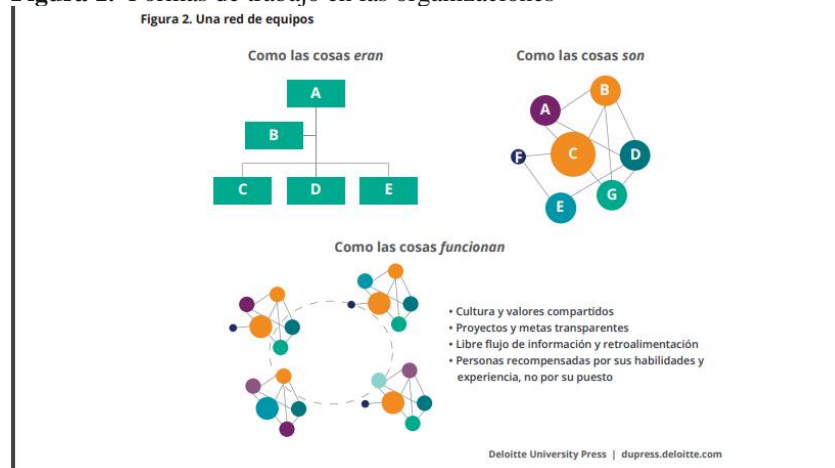 Figura 2. Una red de equipos
Como las cosas eran
Como las cosas son
A
B
C
D
E
A
B
C
D
E
F
G
Como las cosas funcionan
• Cultura y valores compartidos
• Proyectos y metas transparentes
• Libre flujo de información y retroalimentación
• Personas recompensadas por sus habilidades y
experiencia, no por su puesto
Deloitte University Press | dupress.deloitte.com